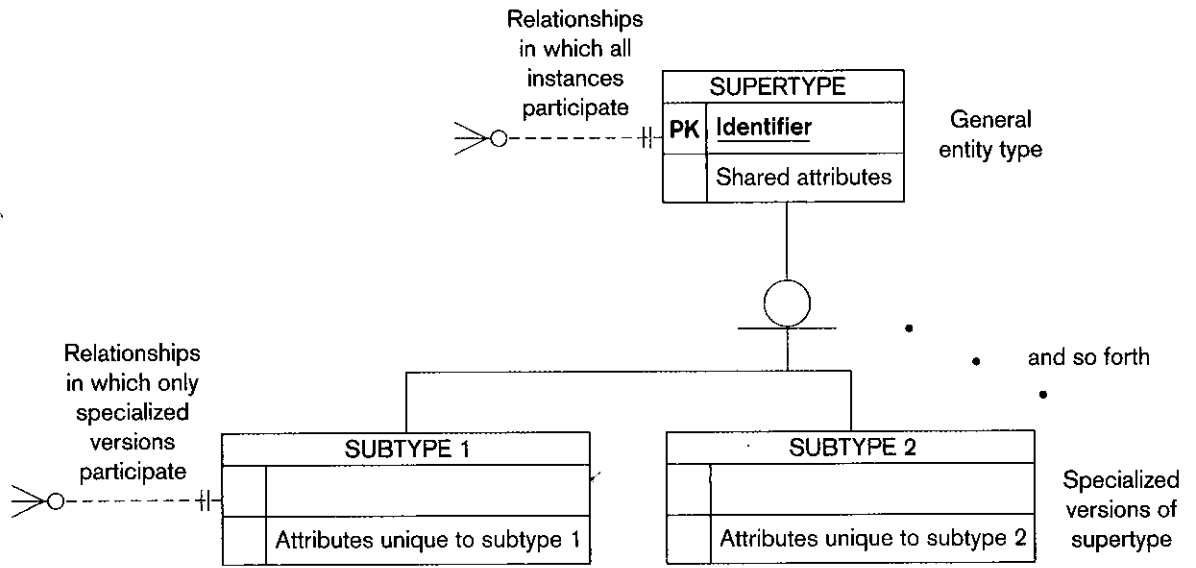 Relationships
in which all
instances
participate
SUPERTYPE
PK Identifier
Shared attributes
General
entity type
and so forth
Relationships
in which only
specialized
versions
participate
SUBTYPE 1
Attributes unique to subtype 1
SUBTYPE 2
Attributes unique to subtype 2
Specialized
versions of
supertype